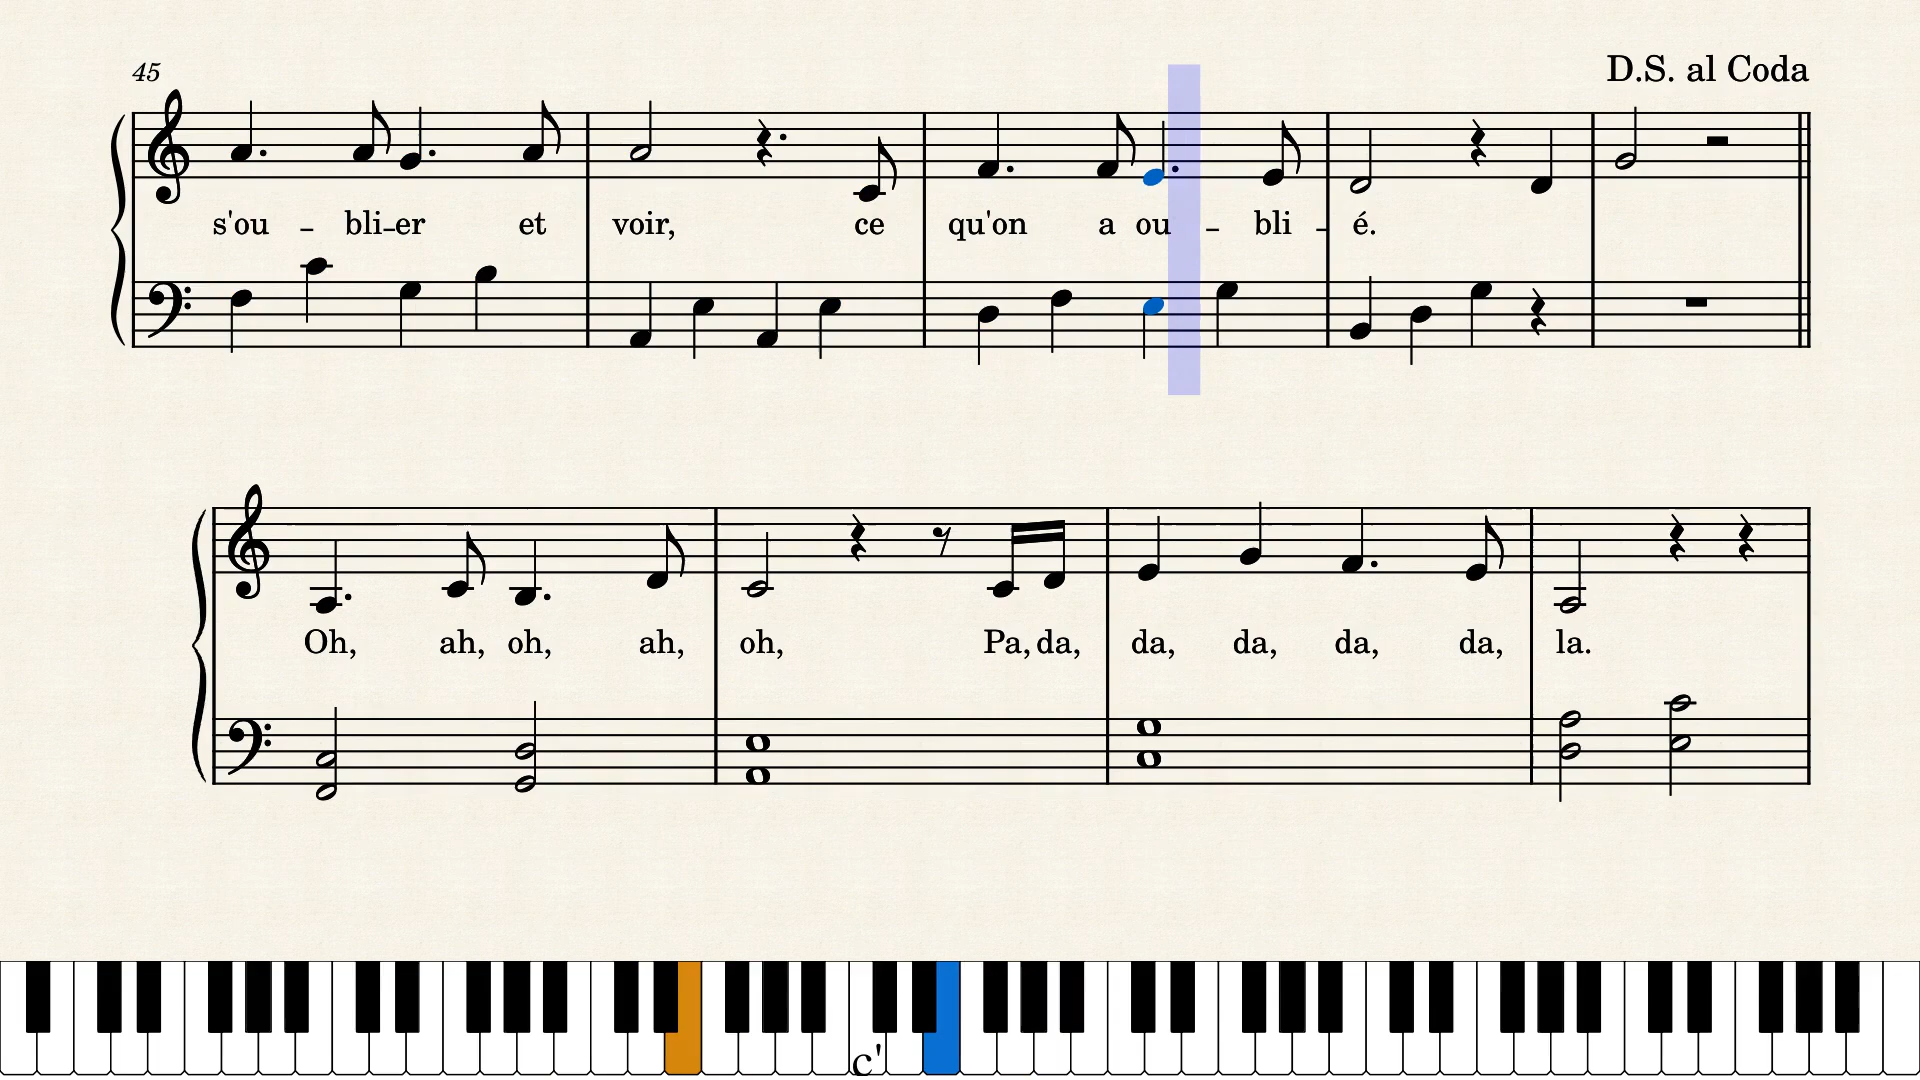 45
D.S. al Coda
s'ou - bli-er et voir, ce qu'on a ou - bli - é.
Oh, ah, oh, ah, oh, Pa, da, da, da, da, da, la.
c'